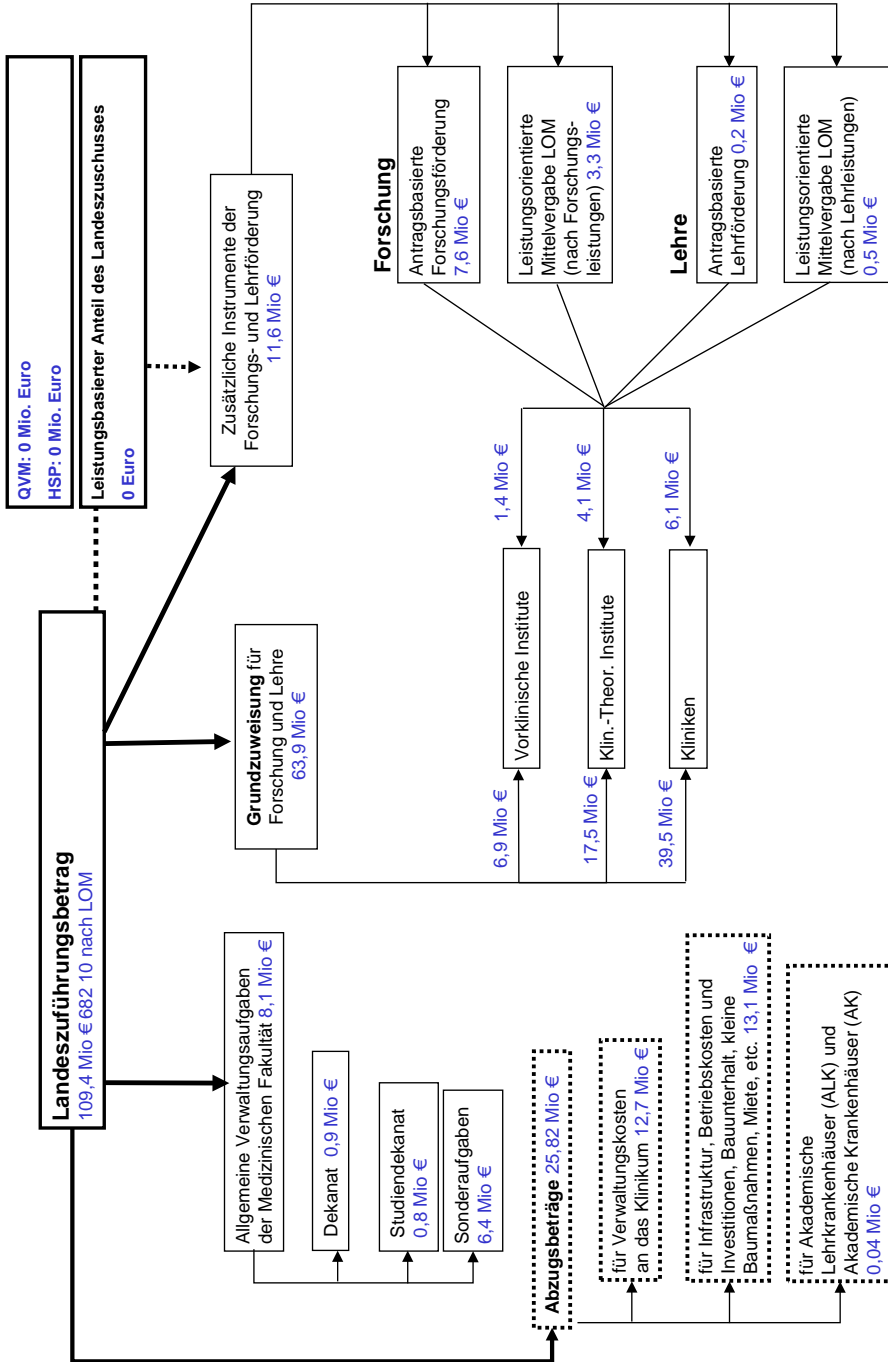 Landeszuführungsbetrag
109,4 Mio € 682 10 nach LOM
QVM: 0 Mio. Euro
HSP: 0 Mio. Euro
Leistungsbasierter Anteil des Landeszuschusses
0 Euro
Allgemeine Verwaltungsaufgaben
der Medizinischen Fakultät 8,1 Mio €
Dekanat 0,9 Mio €
Studiendekanat
0,8 Mio €
Sonderaufgaben
6,4 Mio €
Abzugsbeträge 25,82 Mio €
für Verwaltungskosten
an das Klinikum 12,7 Mio €
für Infrastruktur, Betriebskosten und
Investitionen, Bauunterhalt, kleine
Baumaßnahmen, Miete, etc. 13,1 Mio €
für Akademische
Lehrkrankenhäuser (ALK) und
Akademische Krankenhäuser (AK)
0,04 Mio €
Grundzuweisung für
Forschung und Lehre
63,9 Mio €
6,9 Mio €
Vorklinische Institute
1,4 Mio €
17,5 Mio €
Klin.-Theor. Institute
4,1 Mio €
39,5 Mio €
Kliniken
6,1 Mio €
Zusätzliche Instrumente der
Forschungs- und Lehrförderung
11,6 Mio €
Forschung
Antragsbasierte
Forschungsförderung
7,6 Mio €
Leistungsorientierte
Mittelvergabe LOM
(nach Forschungs-
leistungen) 3,3 Mio €
Lehre
Antragsbasierte
Lehrförderung 0,2 Mio €
Leistungsorientierte
Mittelvergabe LOM
(nach Lehrleistungen)
0,5 Mio €